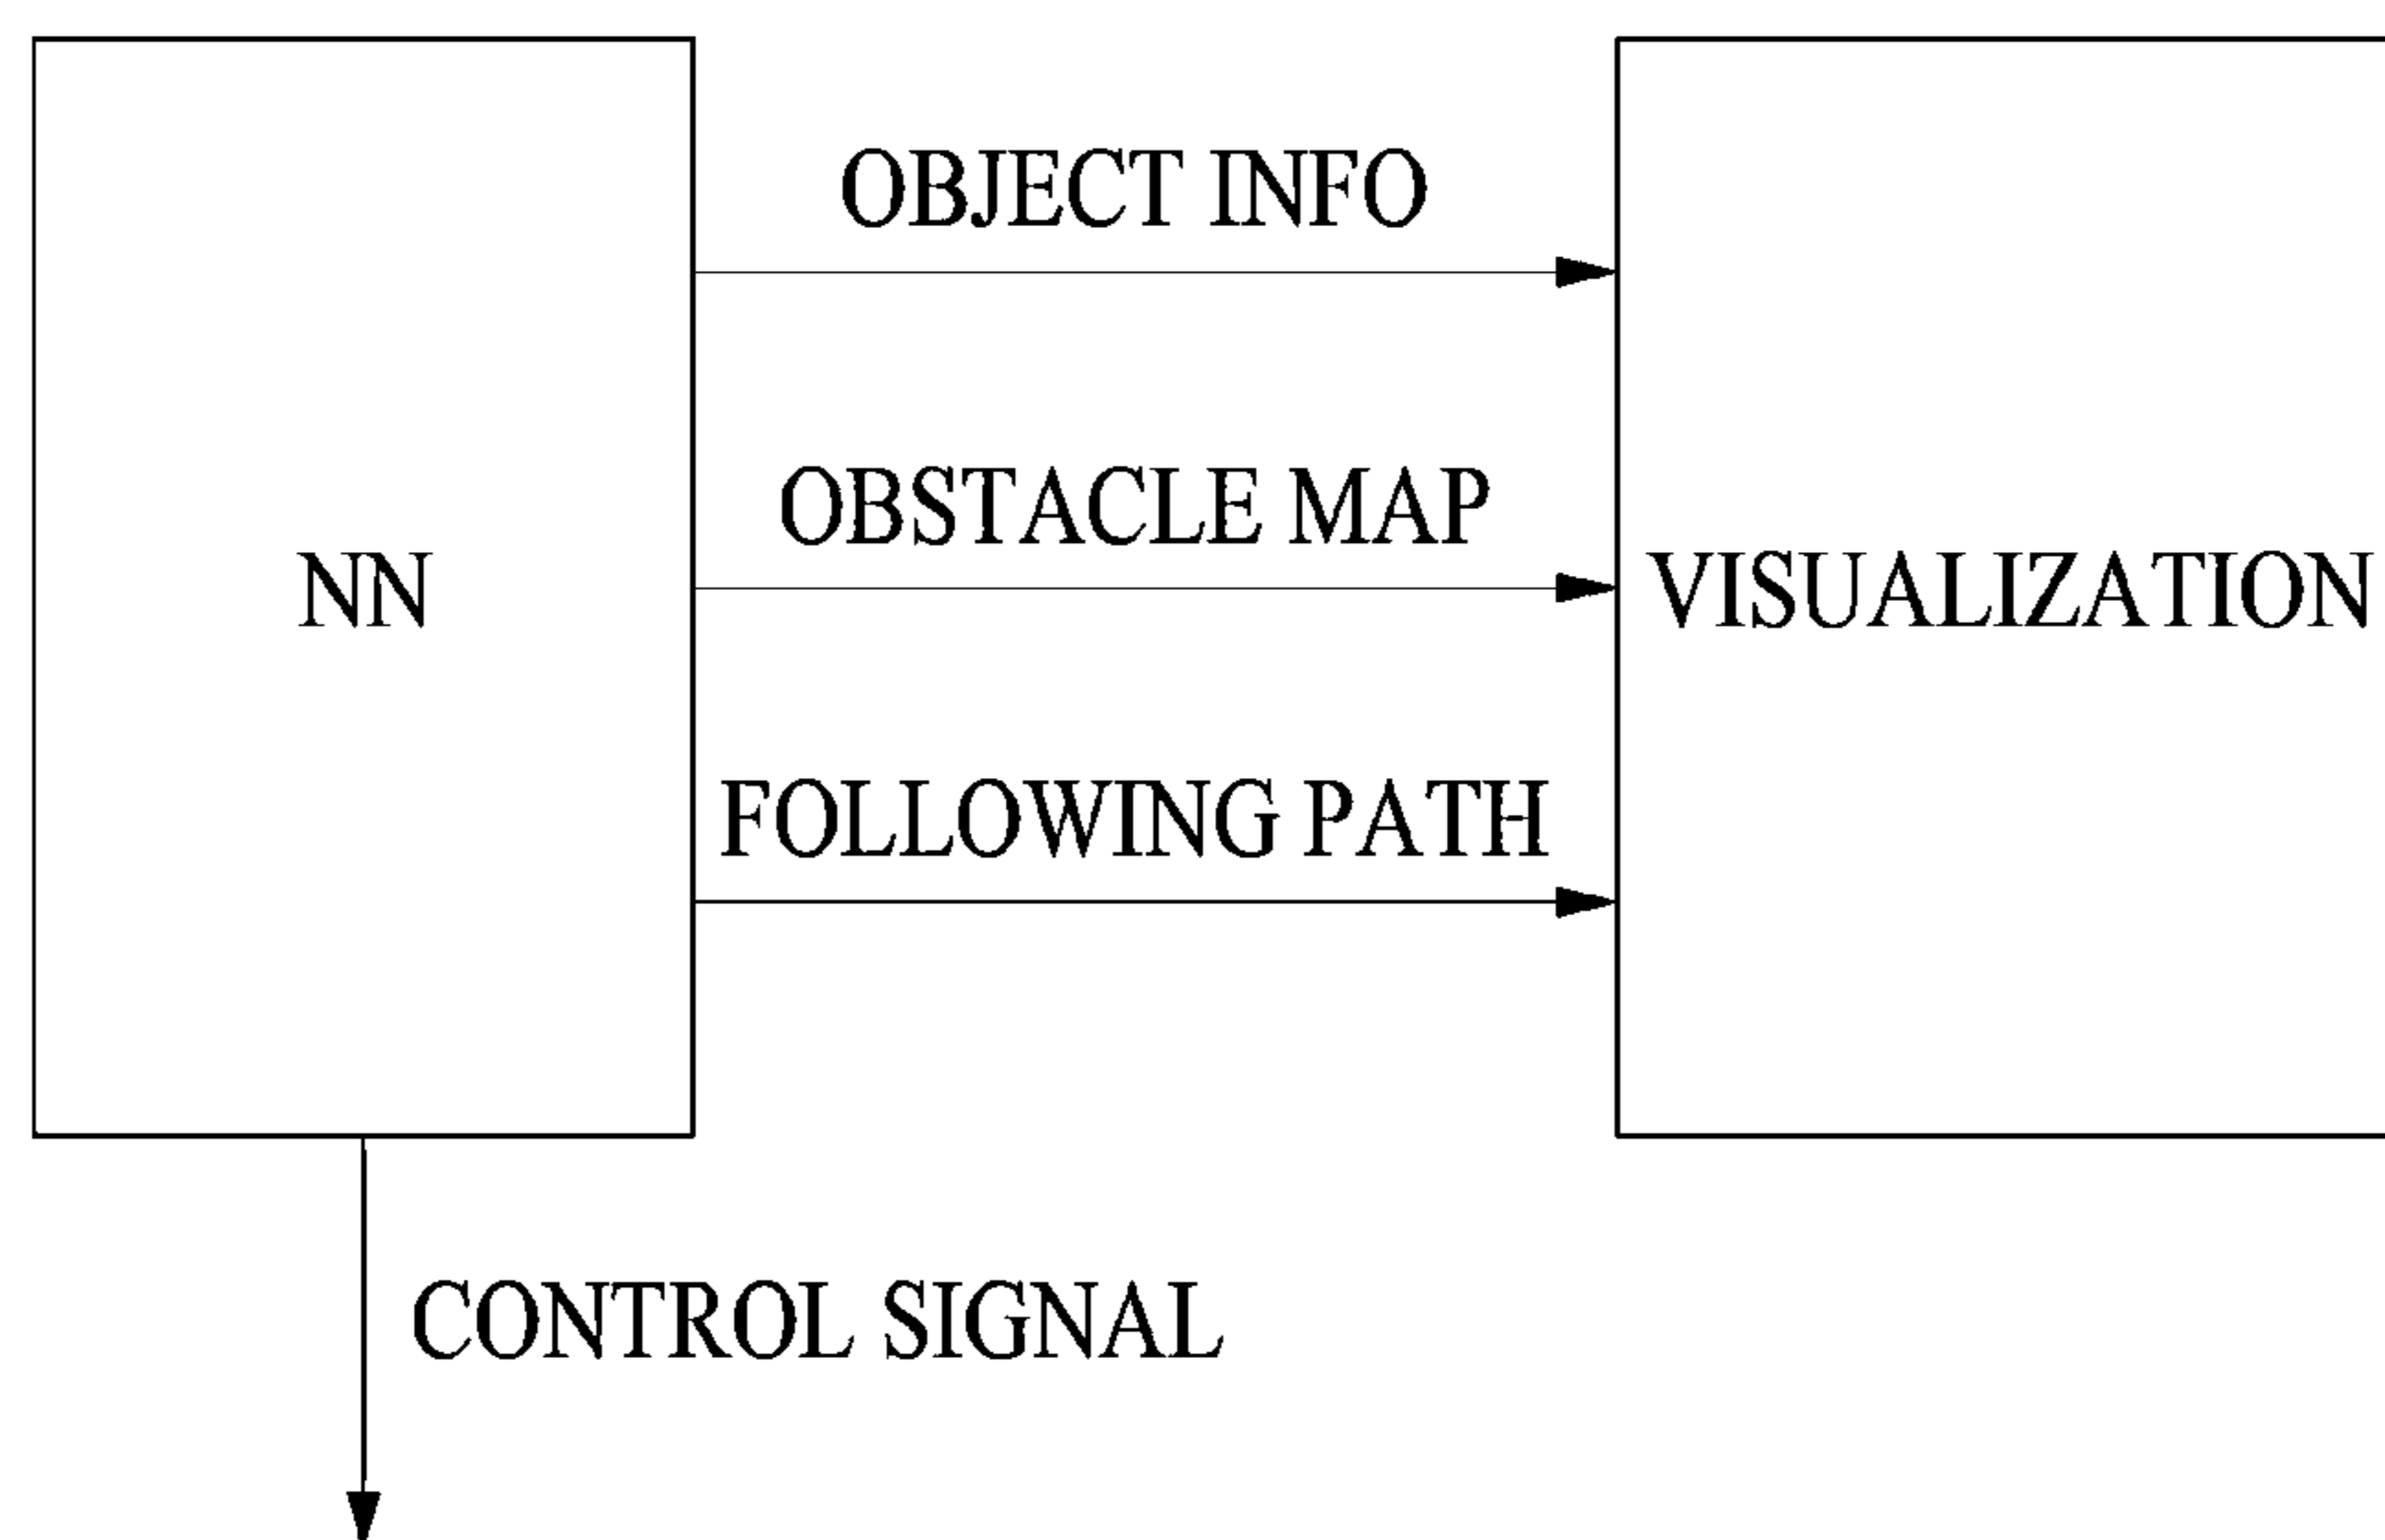 OBJECT INFO
OBSTACLE MAP
NN
VISUALIZATION
FOLLOWING PATH
CONTROL SIGNAL